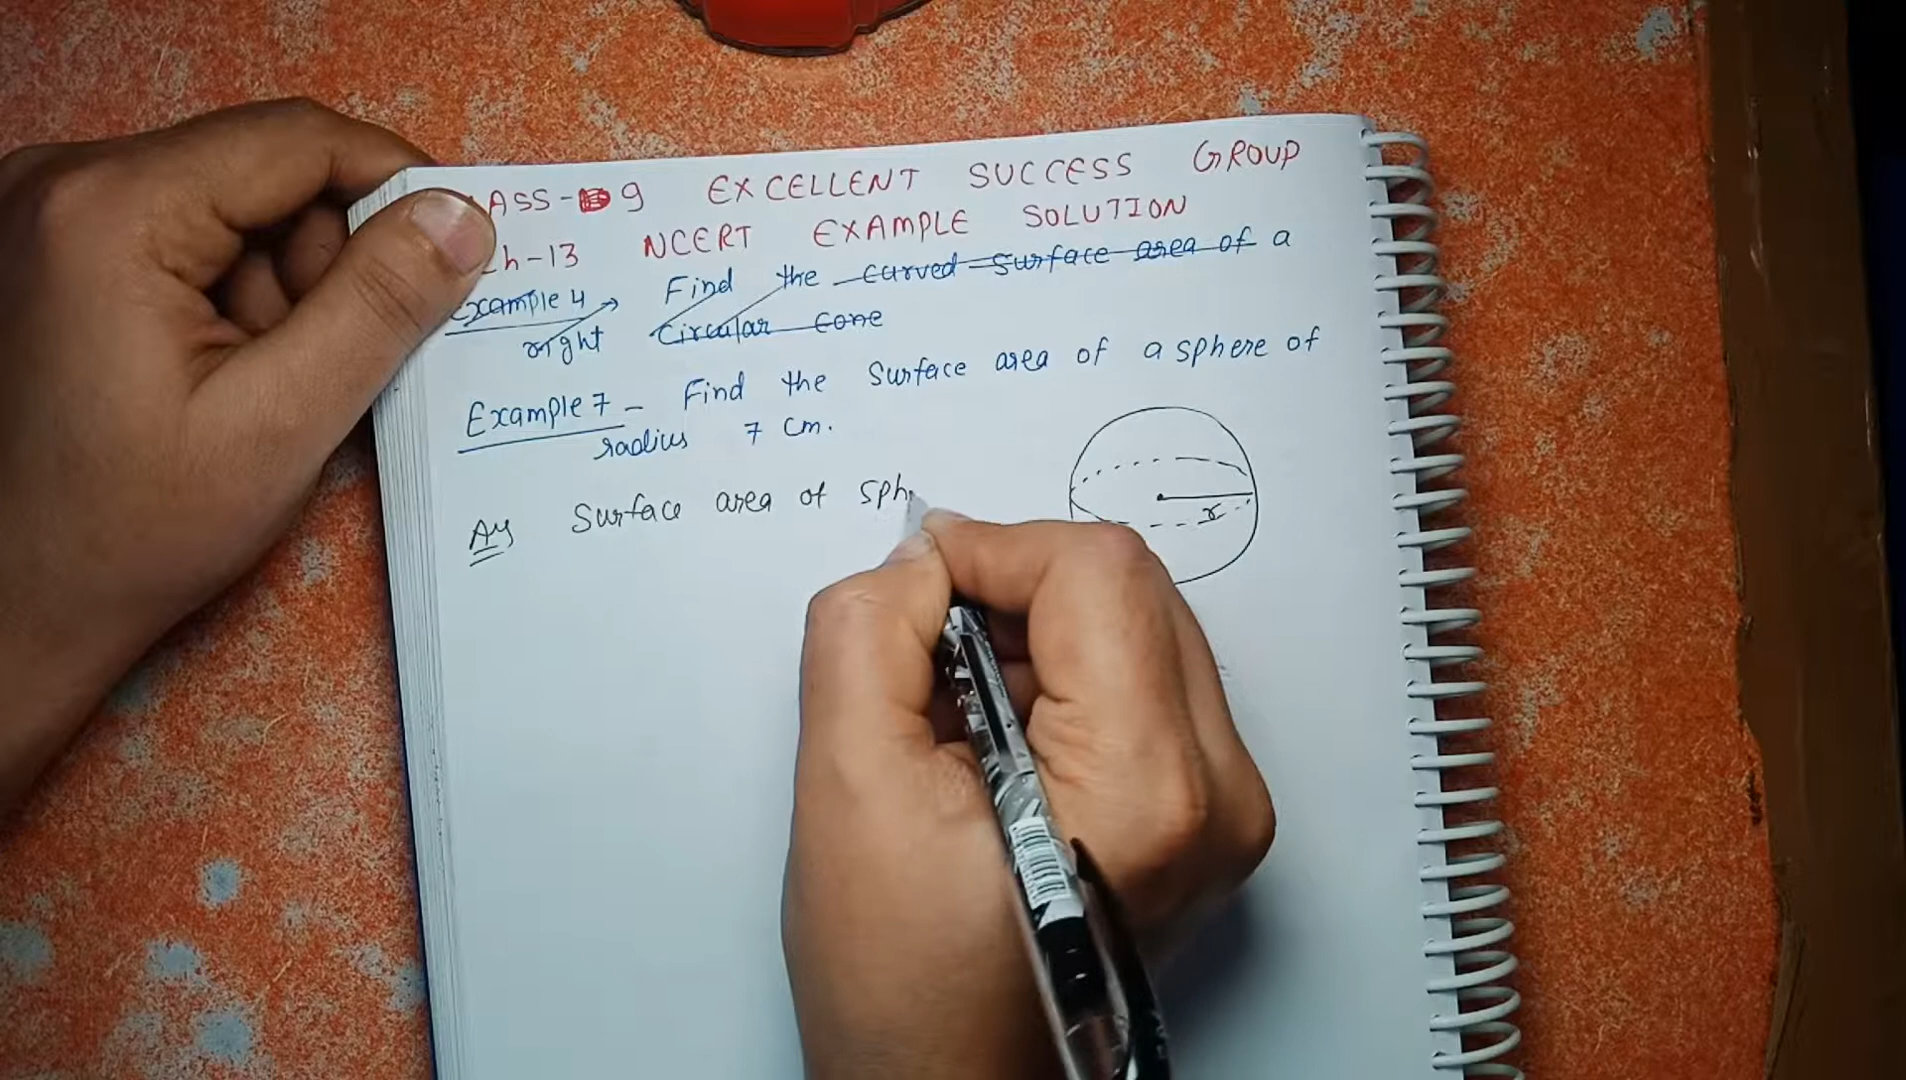 ASS-9 EXCELLENT SUCCESS GROUP
Ch-13 NCERT EXAMPLE SOLUTION
Example 4 → Find the curved surface area of a
right Circular Cone
Example 7 - Find the Surface area of a sphere of
radius 7 cm.
Ans Surface area of Sph
r